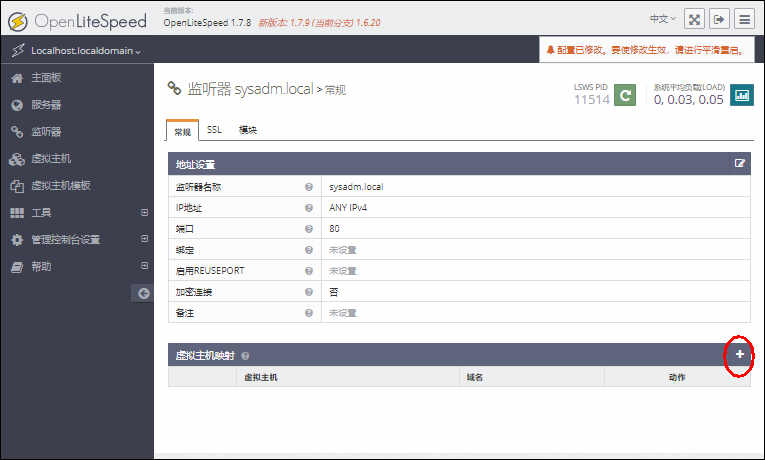 OpenLiteSpeed
当前版本:
OpenLiteSpeed 1.7.8 新版本: 1.7.9 (当前分支) 1.6.20
中文
Localhost.localdomain
配置已修改。要使修改生效，请进行平滑重启。
主面板
服务器
监听器
虚拟主机
虚拟主机模板
工具
管理控制台设置
帮助
监听器 sysadm.local > 常规
LSWS PID
11514
系统平均负载(LOAD)
0, 0.03, 0.05
常规 SSL 模块
地址设置
监听器名称 sysadm.local
IP地址 ANY IPv4
端口 80
绑定 未设置
启用REUSEPORT 未设置
加密连接 否
备注 未设置
虚拟主机映射
虚拟主机 域名 动作